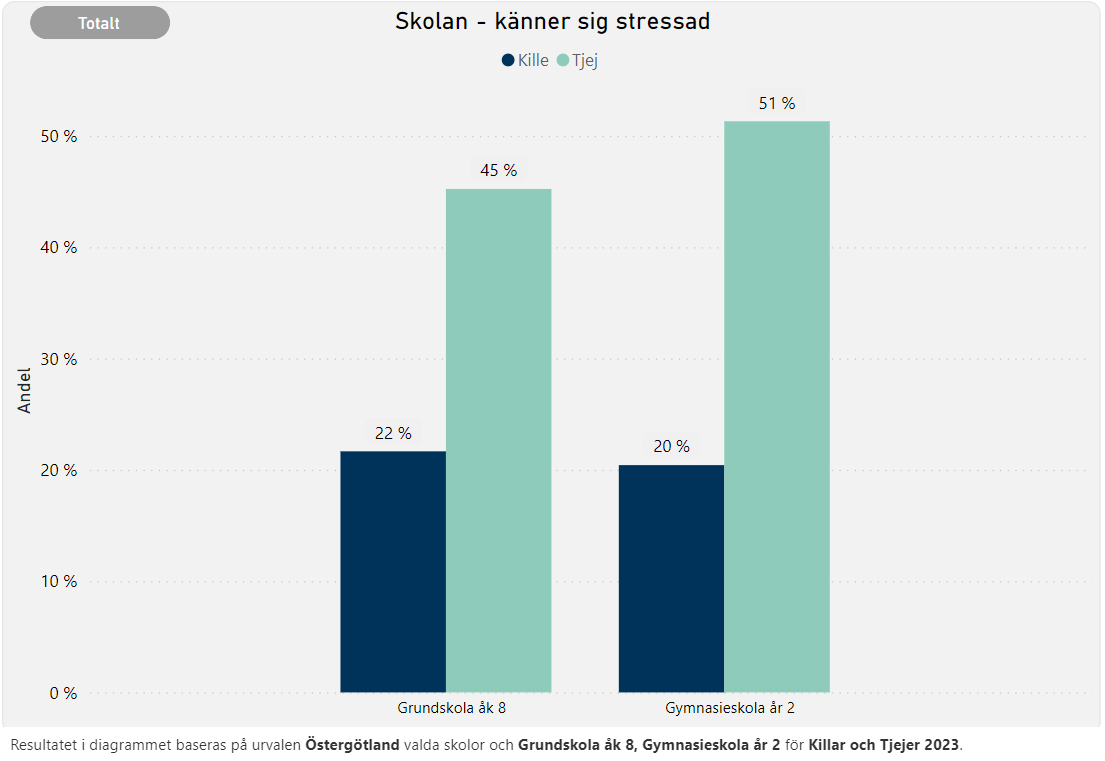 Totalt
Skolan - känner sig stressad
Kille Tjej
51 %
50 %
45 %
40 %
30 %
Andel
22 %
20 %
20 %
10 %
0 %
Grundskola åk 8 Gymnasieskola år 2
Resultatet i diagrammet baseras på urvalen Östergötland valda skolor och Grundskola åk 8, Gymnasieskola år 2 för Killar och Tjejer 2023.